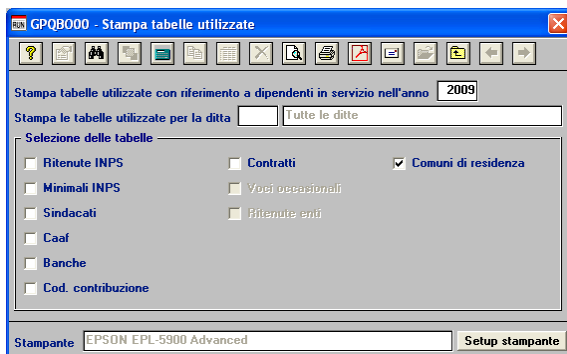 RUN GPQBO00 - Stampa tabelle utilizzate
Stampa tabelle utilizzate con riferimento a dipendenti in servizio nell'anno 2009
Stampa le tabelle utilizzate per la ditta Tutte le ditte
Selezione delle tabelle
Ritenute INPS Contratti Comuni di residenza
Minimali INPS Voci occasionali
Sindacati Ritenute enti
Caaf
Banche
Cod. contribuzione
Stampante EPSON EPL-5900 Advanced Setup stampante